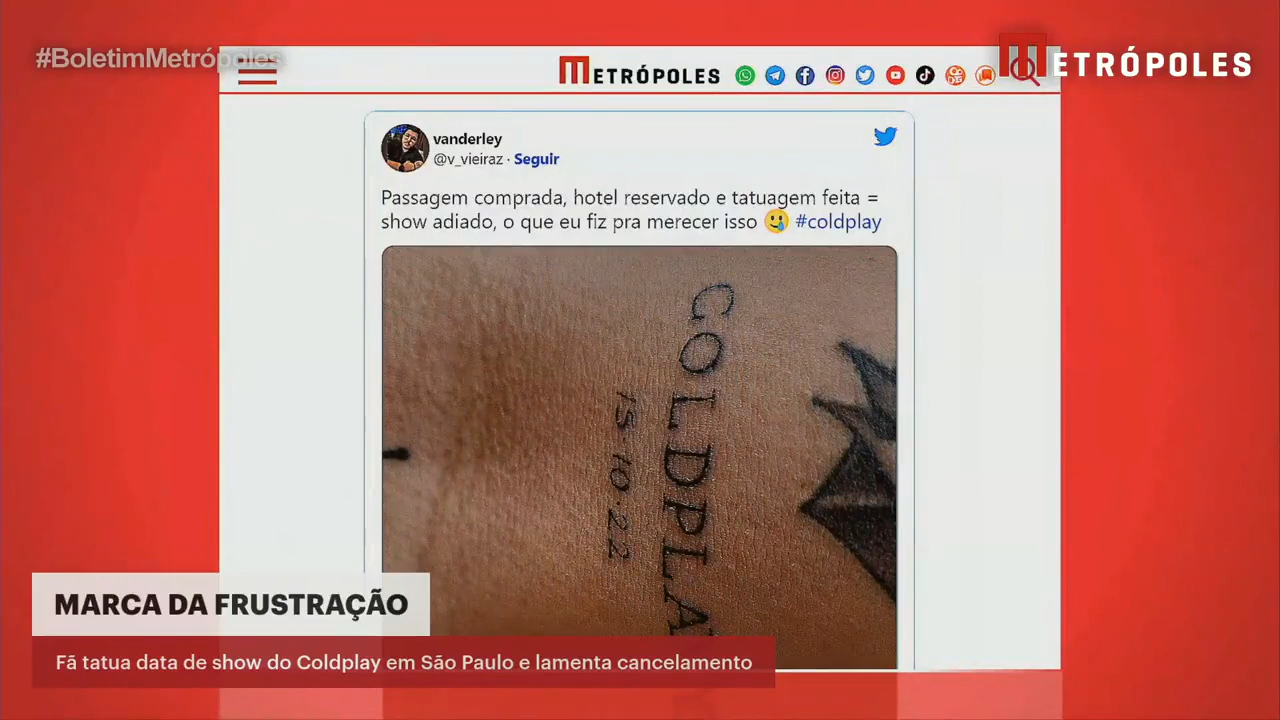 #BoletimMetrópoles
METRÓPOLES
METRÓPOLES
vanderley
@v_vieiraz · Seguir
Passagem comprada, hotel reservado e tatuagem feita =
show adiado, o que eu fiz pra merecer isso 🥲 #coldplay
COLDPLA
15·10·22
MARCA DA FRUSTRAÇÃO
Fã tatua data de show do Coldplay em São Paulo e lamenta cancelamento